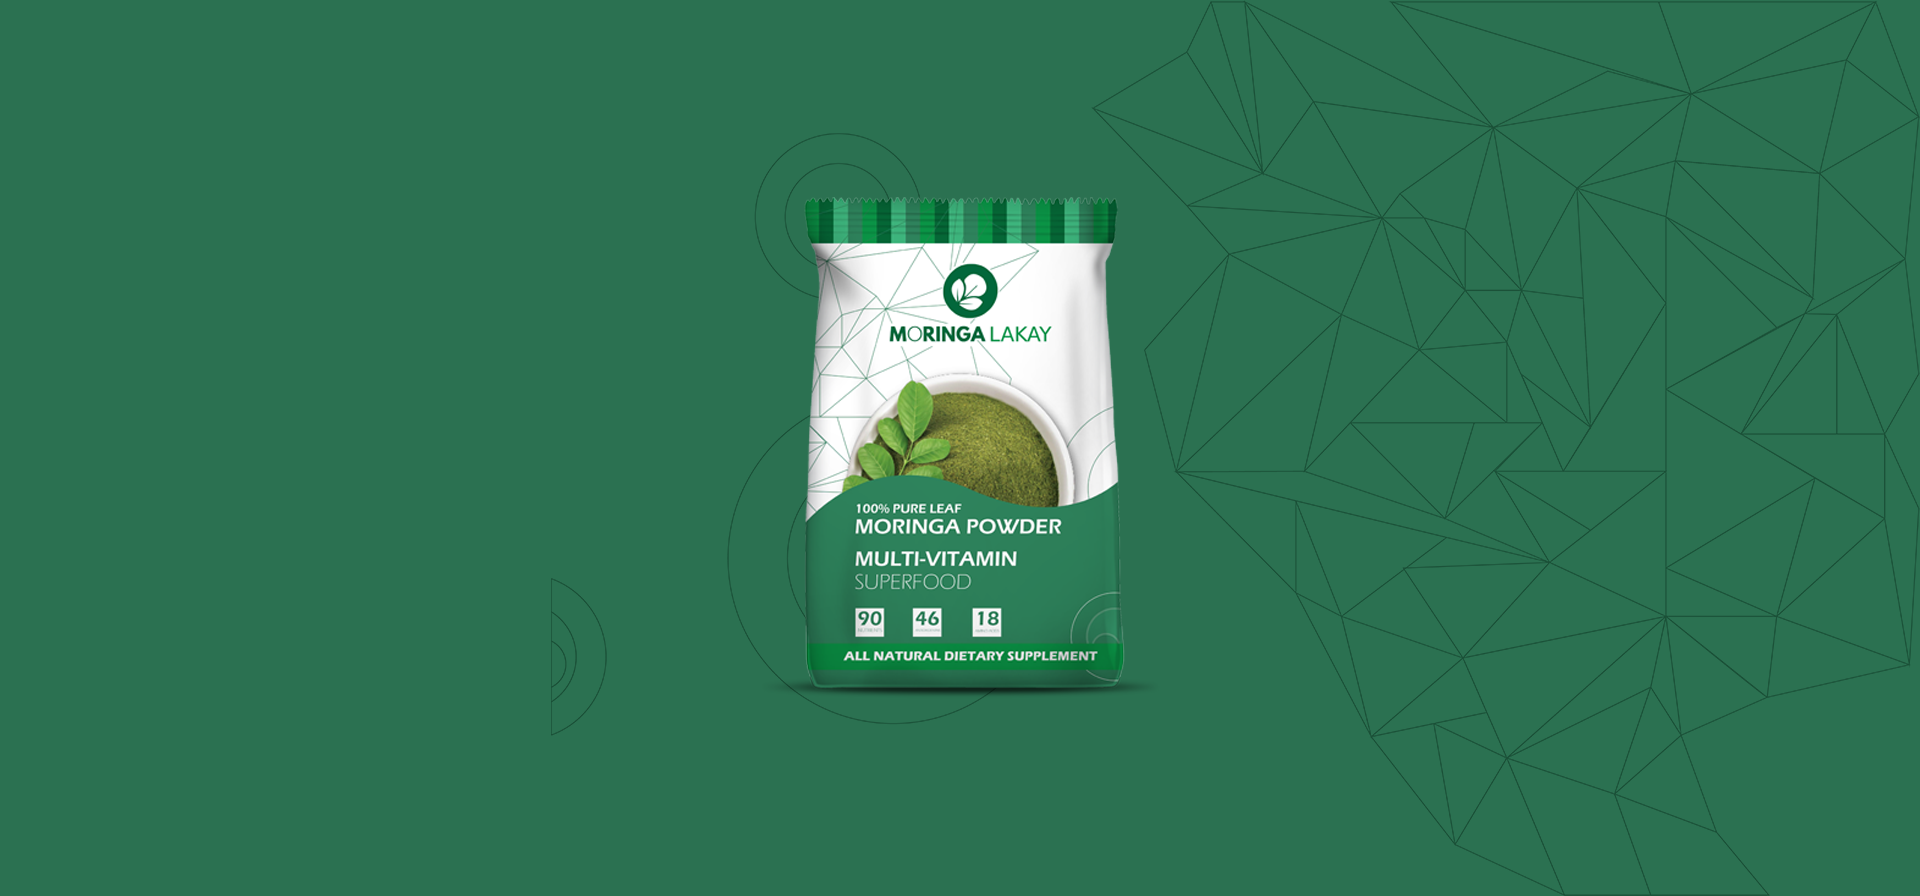 MORINGA LAKAY
100% PURE LEAF
MORINGA POWDER
MULTI-VITAMIN
SUPERFOOD
90 46 18
ALL NATURAL DIETARY SUPPLEMENT